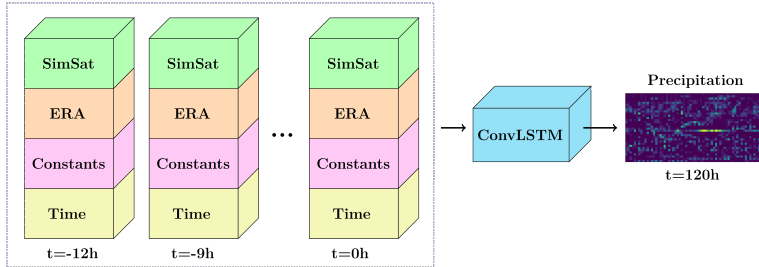 SimSat
ERA
Constants
Time
t=-12h
SimSat
ERA
Constants
Time
t=-9h
...
SimSat
ERA
Constants
Time
t=0h
ConvLSTM
Precipitation
t=120h